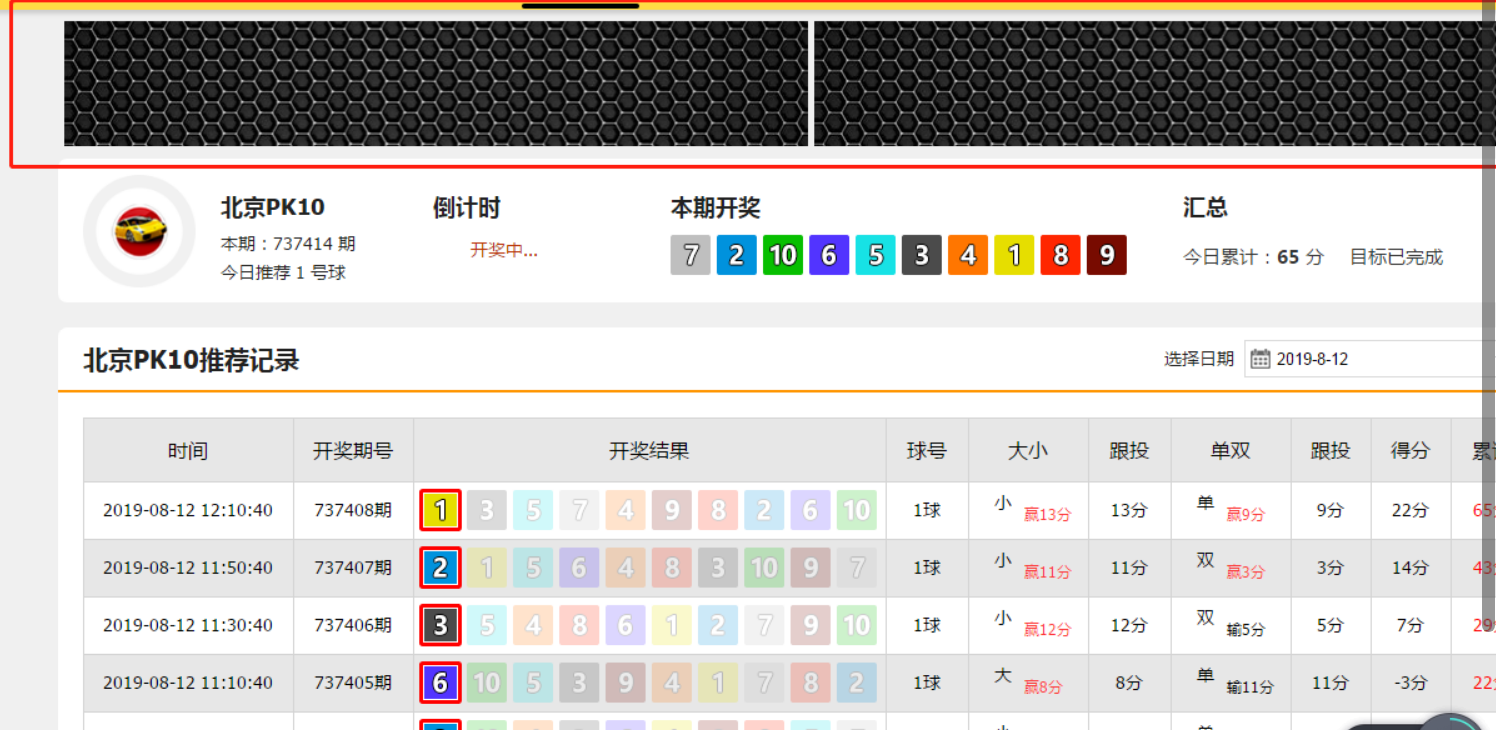 北京PK10 倒计时 本期开奖 汇总
本期：737414 期
今日推荐 1 号球
开奖中...
7 2 10 6 5 3 4 1 8 9
今日累计：65 分 目标已完成
北京PK10推荐记录 选择日期 2019-8-12
时间 开奖期号 开奖结果 球号 大小 跟投 单双 跟投 得分
2019-08-12 12:10:40 737408期 1 3 5 7 4 9 8 2 6 10 1球 小 赢13分 13分 单 赢9分 9分 22分 65
2019-08-12 11:50:40 737407期 2 1 5 6 4 8 3 10 9 7 1球 小 赢11分 11分 双 赢3分 3分 14分 43
2019-08-12 11:30:40 737406期 3 5 4 8 6 1 2 7 9 10 1球 小 赢12分 12分 双 输5分 5分 7分 29
2019-08-12 11:10:40 737405期 6 10 5 3 9 4 1 7 8 2 1球 大 赢8分 8分 单 输11分 11分 -3分 22